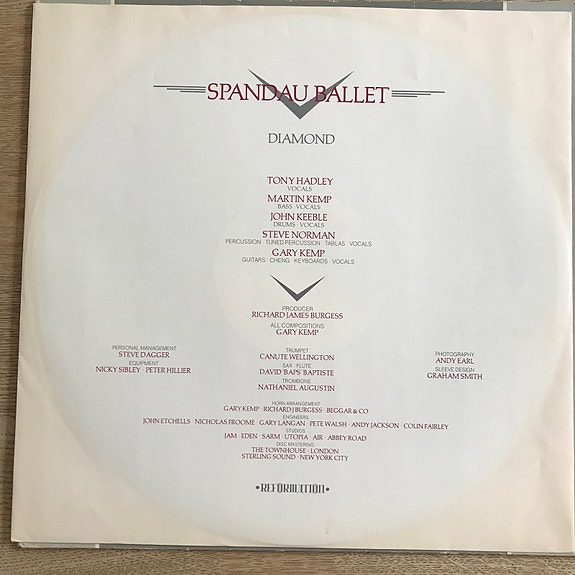 SPANDAU BALLET
DIAMOND
TONY HADLEY
VOCALS
MARTIN KEMP
BASS VOCALS
JOHN KEEBLE
DRUMS · VOCALS
STEVE NORMAN
PERCUSSION · TUNED PERCUSSION · TABLAS VOCALS
GARY KEMP
GUITARS CHENG · KEYBOARDS VOCALS
PRODUCER
RICHARD JAMES BURGESS
ALL COMPOSITIONS
GARY KEMP
PERSONAL MANAGEMENT
STEVE DAGGER
EQUIPMENT
NICKY SIBLEY · PETER HILLIER
TRUMPET
CANUTE WELLINGTON
SAX · FLUTE
DAVID 'BAPS' BAPTISTE
TROMBONE
NATHANIEL AUGUSTIN
PHOTOGRAPHY
ANDY EARL
SLEEVE DESIGN
GRAHAM SMITH
HORN ARRANGEMENT
GARY KEMP · RICHARD J BURGESS · BEGGAR & CO
ENGINEERS
JOHN ETCHELLS · NICHOLAS FROOME · GARY LANGAN · PETE WALSH · ANDY JACKSON · COLIN FAIRLEY
STUDIOS
JAM · EDEN · SARM · UTOPIA · AIR · ABBEY ROAD
DISC MASTERING
THE TOWNHOUSE · LONDON
STERLING SOUND · NEW YORK CITY
• REFORMATION •